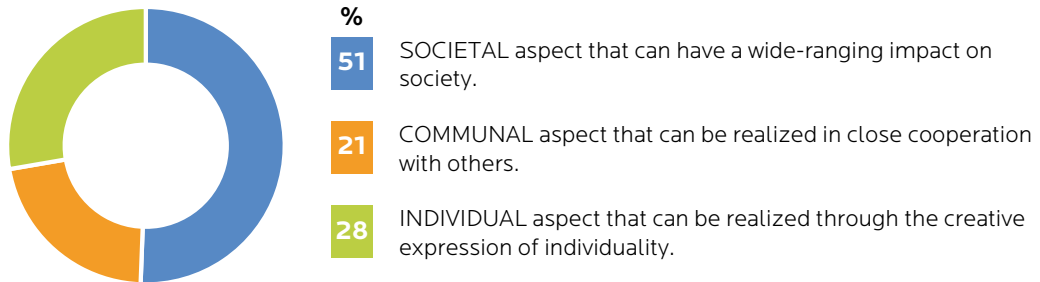 %
51
SOCIETAL aspect that can have a wide-ranging impact on
society.
21
COMMUNAL aspect that can be realized in close cooperation
with others.
28
INDIVIDUAL aspect that can be realized through the creative
expression of individuality.